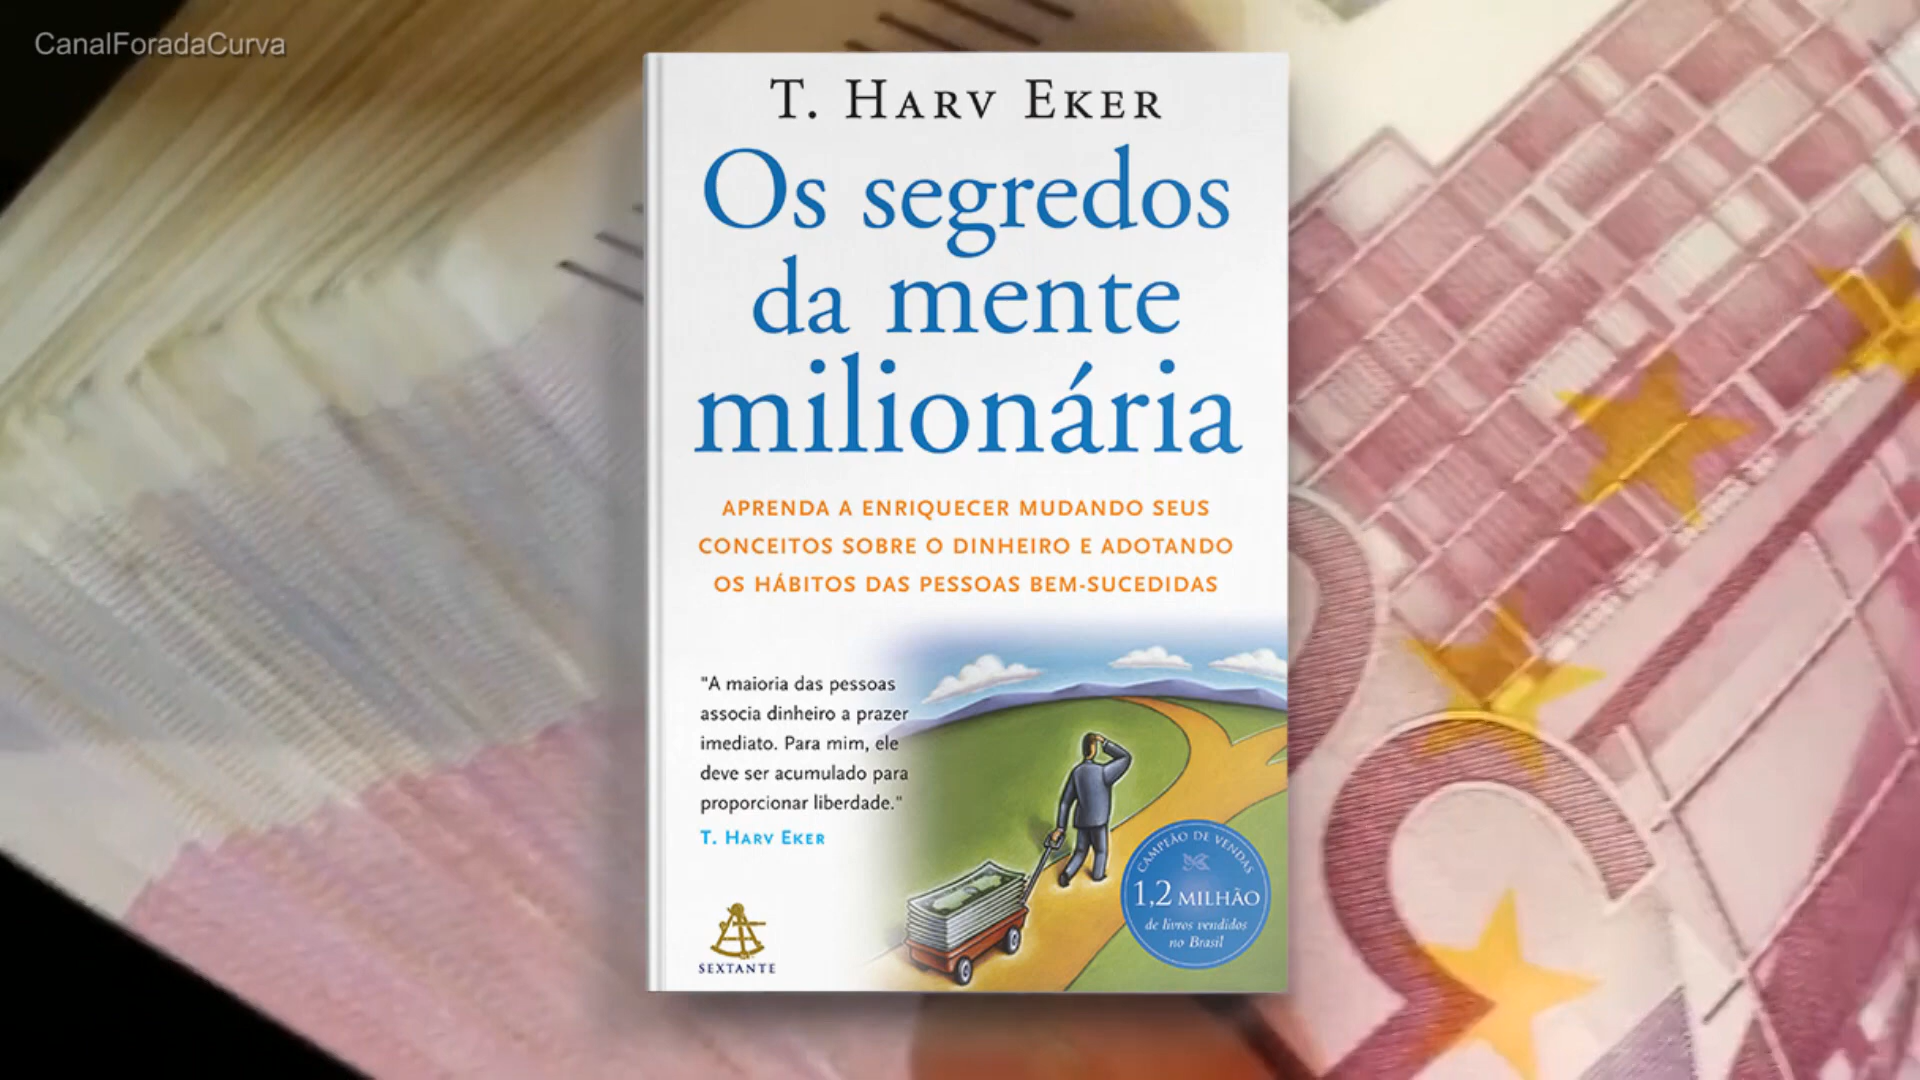 CanalForadaCurva
T. HARV EKER
Os segredos
da mente
milionária
APRENDA A ENRIQUECER MUDANDO SEUS
CONCEITOS SOBRE O DINHEIRO E ADOTANDO
OS HÁBITOS DAS PESSOAS BEM-SUCEDIDAS
"A maioria das pessoas
associa dinheiro a prazer
imediato. Para mim, ele
deve ser acumulado para
proporcionar liberdade."
T. HARV EKER
SEXTANTE
CAMPEÃO DE VENDAS
1,2 MILHÃO
de livros vendidos
no Brasil